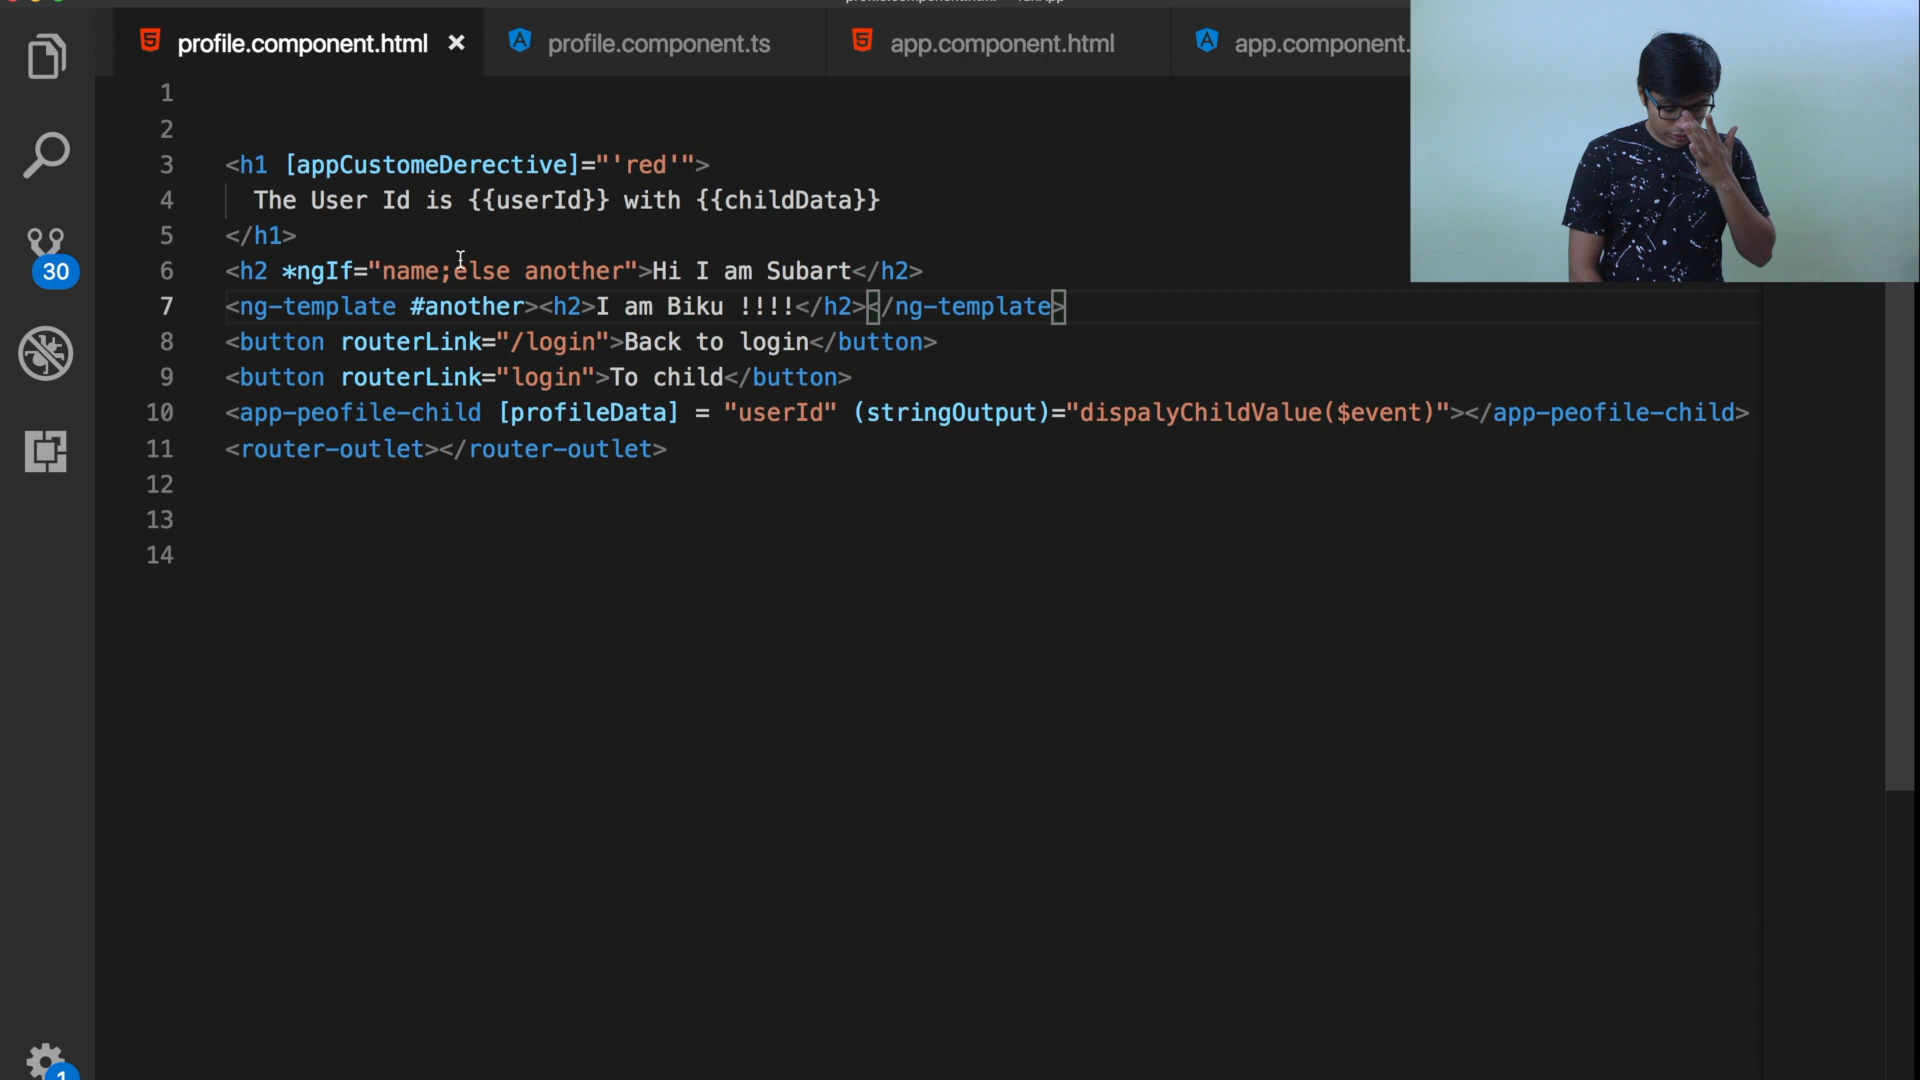 profile.component.html
profile.component.ts
app.component.html
app.component.
1
2
3 <h1 [appCustomeDerective]="'red'">
4 The User Id is {{userId}} with {{childData}}
5 </h1>
6 <h2 *ngIf="name;else another">Hi I am Subart</h2>
7 <ng-template #another><h2>I am Biku !!!!</h2></ng-template>
8 <button routerLink="/login">Back to login</button>
9 <button routerLink="login">To child</button>
10 <app-peofile-child [profileData] = "userId" (stringOutput)="dispalyChildValue($event)"></app-peofile-child>
11 <router-outlet></router-outlet>
12
13
14
30
1